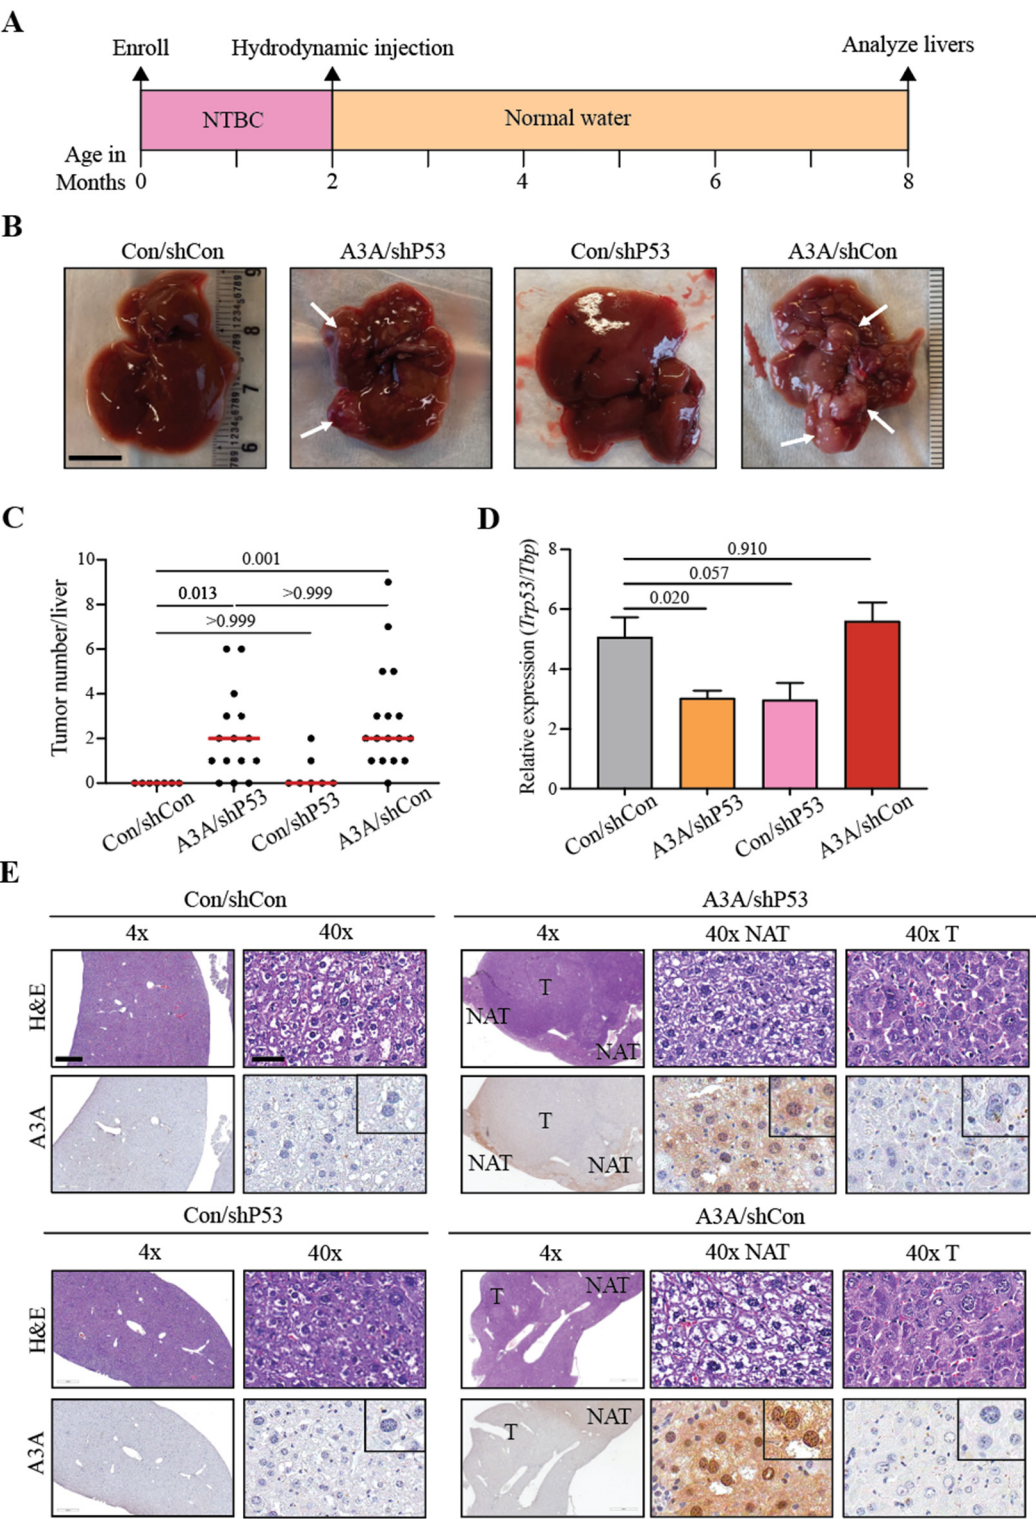 A
Enroll
Hydrodynamic injection
Analyze livers
NTBC
Normal water
Age in
Months
0 2 4 6 8
B
Con/shCon A3A/shP53 Con/shP53 A3A/shCon
9
8
7
6
C
Tumor number/liver
10
8
6
4
2
0
0.001
0.013 >0.999
>0.999
Con/shCon A3A/shP53 Con/shP53 A3A/shCon
D
Relative expression (Trp53/Tbp)
8
6
4
2
0
0.910
0.057
0.020
Con/shCon A3A/shP53 Con/shP53 A3A/shCon
E
Con/shCon A3A/shP53
4x 40x 4x 40x NAT 40x T
H&E
T
NAT
NAT
A3A
T
NAT NAT
Con/shP53 A3A/shCon
4x 40x 4x 40x NAT 40x T
H&E
T NAT
A3A
T NAT